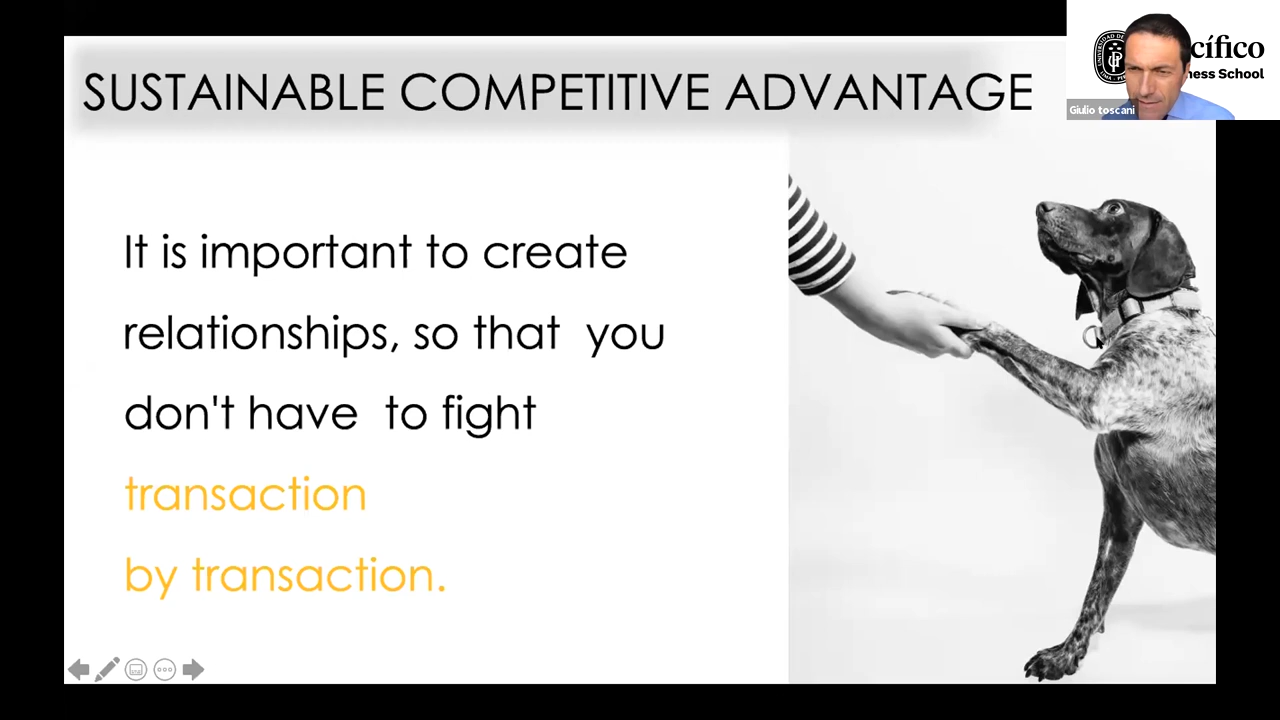 SUSTAINABLE COMPETITIVE ADVANTAGE
cífico
ness School
Giulio toscani
It is important to create
relationships, so that you
don't have to fight
transaction
by transaction.